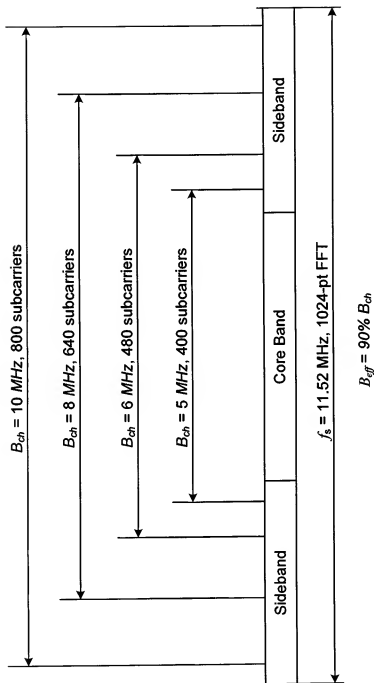 B_ch = 10 MHz, 800 subcarriers
B_ch = 8 MHz, 640 subcarriers
B_ch = 6 MHz, 480 subcarriers
B_ch = 5 MHz, 400 subcarriers
Sideband
Core Band
Sideband
f_s = 11.52 MHz, 1024-pt FFT
B_eff = 90% B_ch